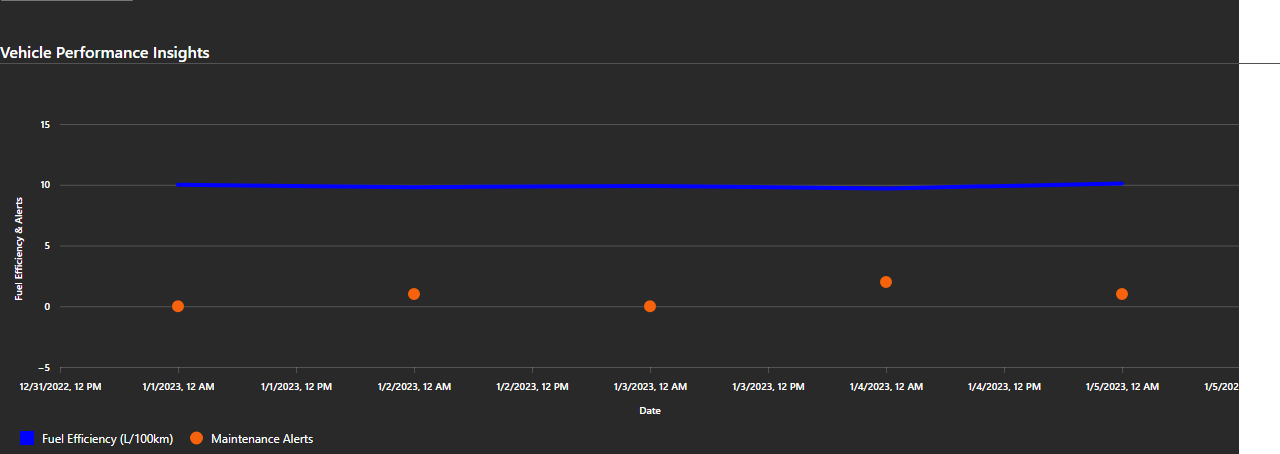 Vehicle Performance Insights
15
10
5
0
−5
Fuel Efficiency & Alerts
12/31/2022, 12 PM 1/1/2023, 12 AM 1/1/2023, 12 PM 1/2/2023, 12 AM 1/2/2023, 12 PM 1/3/2023, 12 AM 1/3/2023, 12 PM 1/4/2023, 12 AM 1/4/2023, 12 PM 1/5/2023, 12 AM 1/5/202
Date
Fuel Efficiency (L/100km) Maintenance Alerts